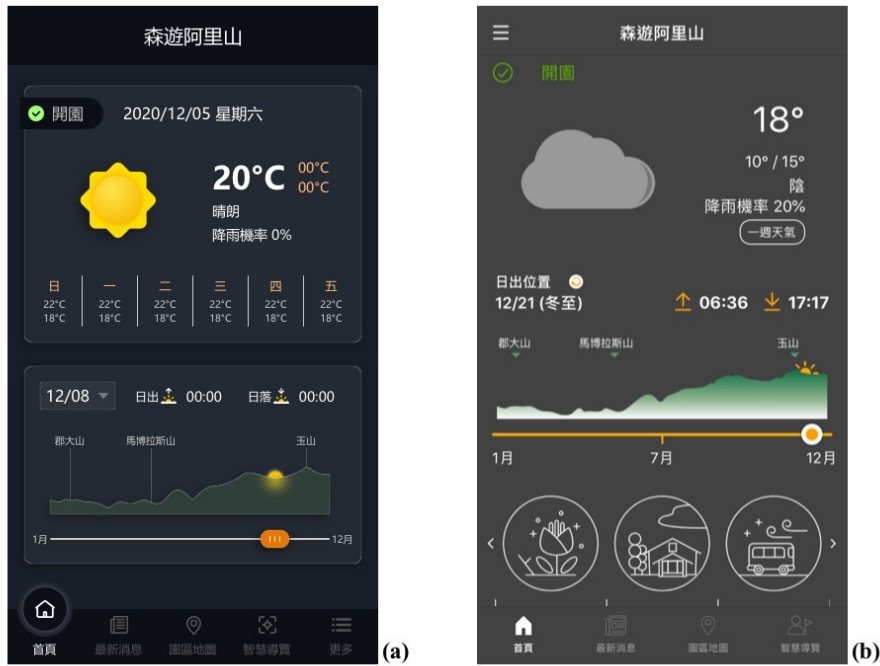 森遊阿里山
開園 2020/12/05 星期六
20°C 00°C
00°C
晴朗
降雨機率 0%
日 一 二 三 四 五
22°C 22°C 22°C 22°C 22°C 22°C
18°C 18°C 18°C 18°C 18°C 18°C
12/08 日出 00:00 日落 00:00
郡大山 馬博拉斯山 玉山
1月 12月
首頁 最新消息 園區地圖 智慧導覽 更多
(a)
森遊阿里山
開園
18°
10° / 15°
陰
降雨機率 20%
一週天氣
日出位置
12/21 (冬至) 06:36 17:17
郡大山 馬博拉斯山 玉山
1月 7月 12月
首頁 最新消息 園區地圖 智慧導覽
(b)